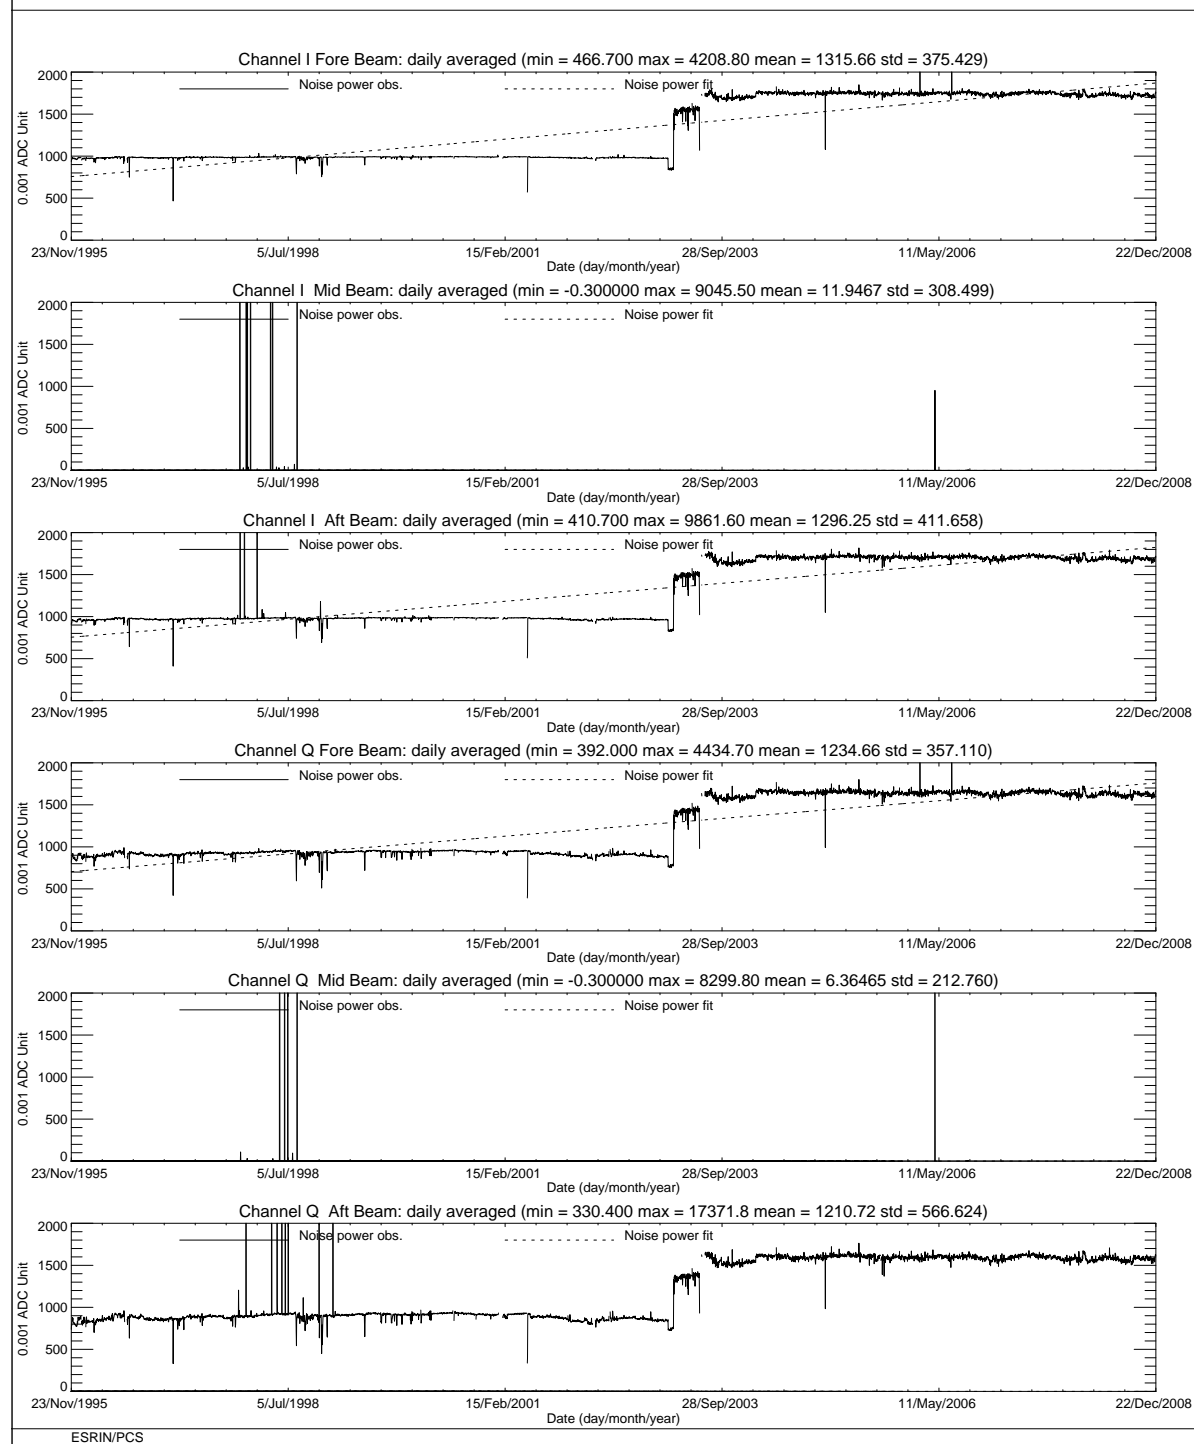 Channel I Fore Beam: daily averaged (min = 466.700 max = 4208.80 mean = 1315.66 std = 375.429)
Noise power obs.
Noise power fit
0.001 ADC Unit
2000
1500
1000
500
0
23/Nov/1995
5/Jul/1998
15/Feb/2001
28/Sep/2003
11/May/2006
22/Dec/2008
Date (day/month/year)
Channel I Mid Beam: daily averaged (min = -0.300000 max = 9045.50 mean = 11.9467 std = 308.499)
Noise power obs.
Noise power fit
0.001 ADC Unit
2000
1500
1000
500
0
23/Nov/1995
5/Jul/1998
15/Feb/2001
28/Sep/2003
11/May/2006
22/Dec/2008
Date (day/month/year)
Channel I Aft Beam: daily averaged (min = 410.700 max = 9861.60 mean = 1296.25 std = 411.658)
Noise power obs.
Noise power fit
0.001 ADC Unit
2000
1500
1000
500
0
23/Nov/1995
5/Jul/1998
15/Feb/2001
28/Sep/2003
11/May/2006
22/Dec/2008
Date (day/month/year)
Channel Q Fore Beam: daily averaged (min = 392.000 max = 4434.70 mean = 1234.66 std = 357.110)
Noise power obs.
Noise power fit
0.001 ADC Unit
2000
1500
1000
500
0
23/Nov/1995
5/Jul/1998
15/Feb/2001
28/Sep/2003
11/May/2006
22/Dec/2008
Date (day/month/year)
Channel Q Mid Beam: daily averaged (min = -0.300000 max = 8299.80 mean = 6.36465 std = 212.760)
Noise power obs.
Noise power fit
0.001 ADC Unit
2000
1500
1000
500
0
23/Nov/1995
5/Jul/1998
15/Feb/2001
28/Sep/2003
11/May/2006
22/Dec/2008
Date (day/month/year)
Channel Q Aft Beam: daily averaged (min = 330.400 max = 17371.8 mean = 1210.72 std = 566.624)
Noise power obs.
Noise power fit
0.001 ADC Unit
2000
1500
1000
500
0
23/Nov/1995
5/Jul/1998
15/Feb/2001
28/Sep/2003
11/May/2006
22/Dec/2008
Date (day/month/year)
ESRIN/PCS